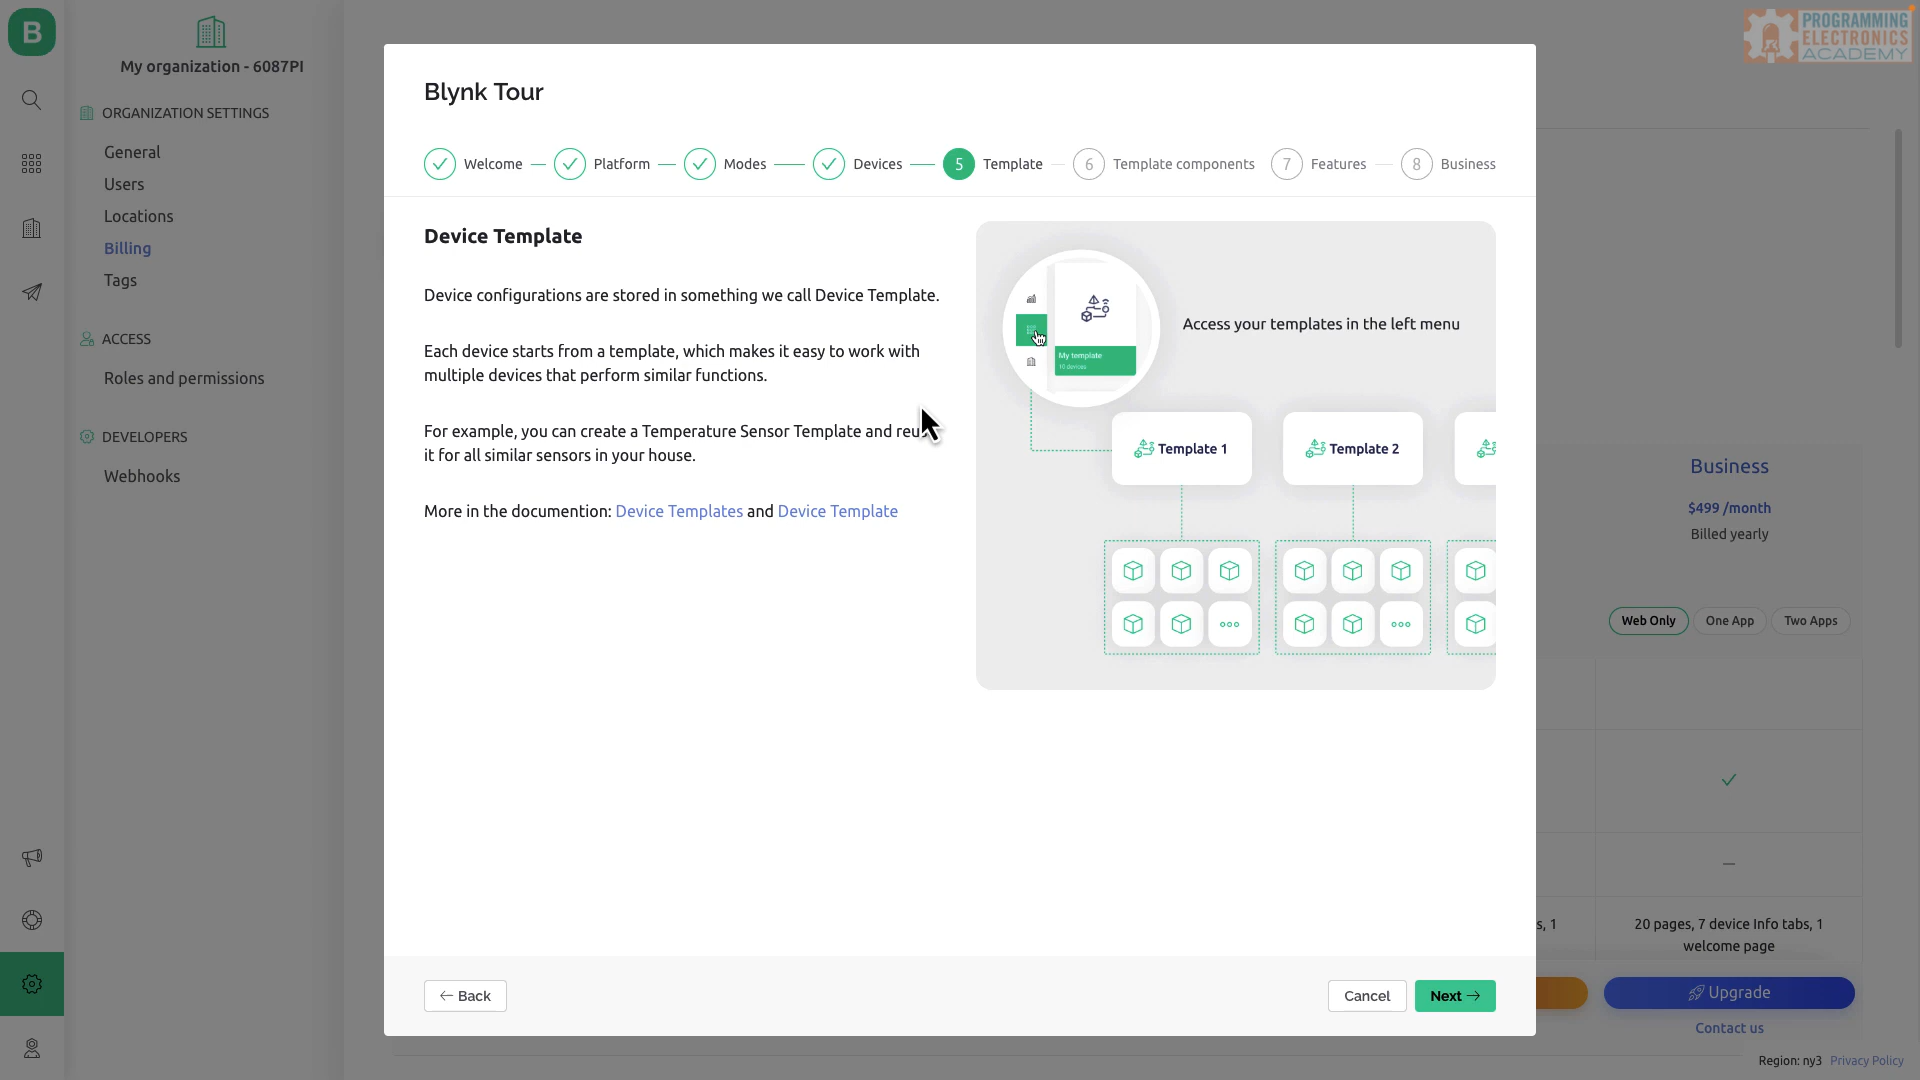 B
My organization - 6087PI
ORGANIZATION SETTINGS
General
Users
Locations
Billing
Tags
ACCESS
Roles and permissions
DEVELOPERS
Webhooks
PROGRAMMING
ELECTRONICS
ACADEMY
Blynk Tour
Welcome
Platform
Modes
Devices
5 Template
6 Template components
7 Features
8 Business
Device Template
Device configurations are stored in something we call Device Template.
Each device starts from a template, which makes it easy to work with
multiple devices that perform similar functions.
For example, you can create a Temperature Sensor Template and reu
it for all similar sensors in your house.
More in the documention: Device Templates and Device Template
My template
10 devices
Access your templates in the left menu
Template 1
Template 2
Back
Cancel
Next
Business
$499 /month
Billed yearly
Web Only
One App
Two Apps
s, 1
20 pages, 7 device Info tabs, 1
welcome page
Upgrade
Contact us
Region: ny3 Privacy Policy